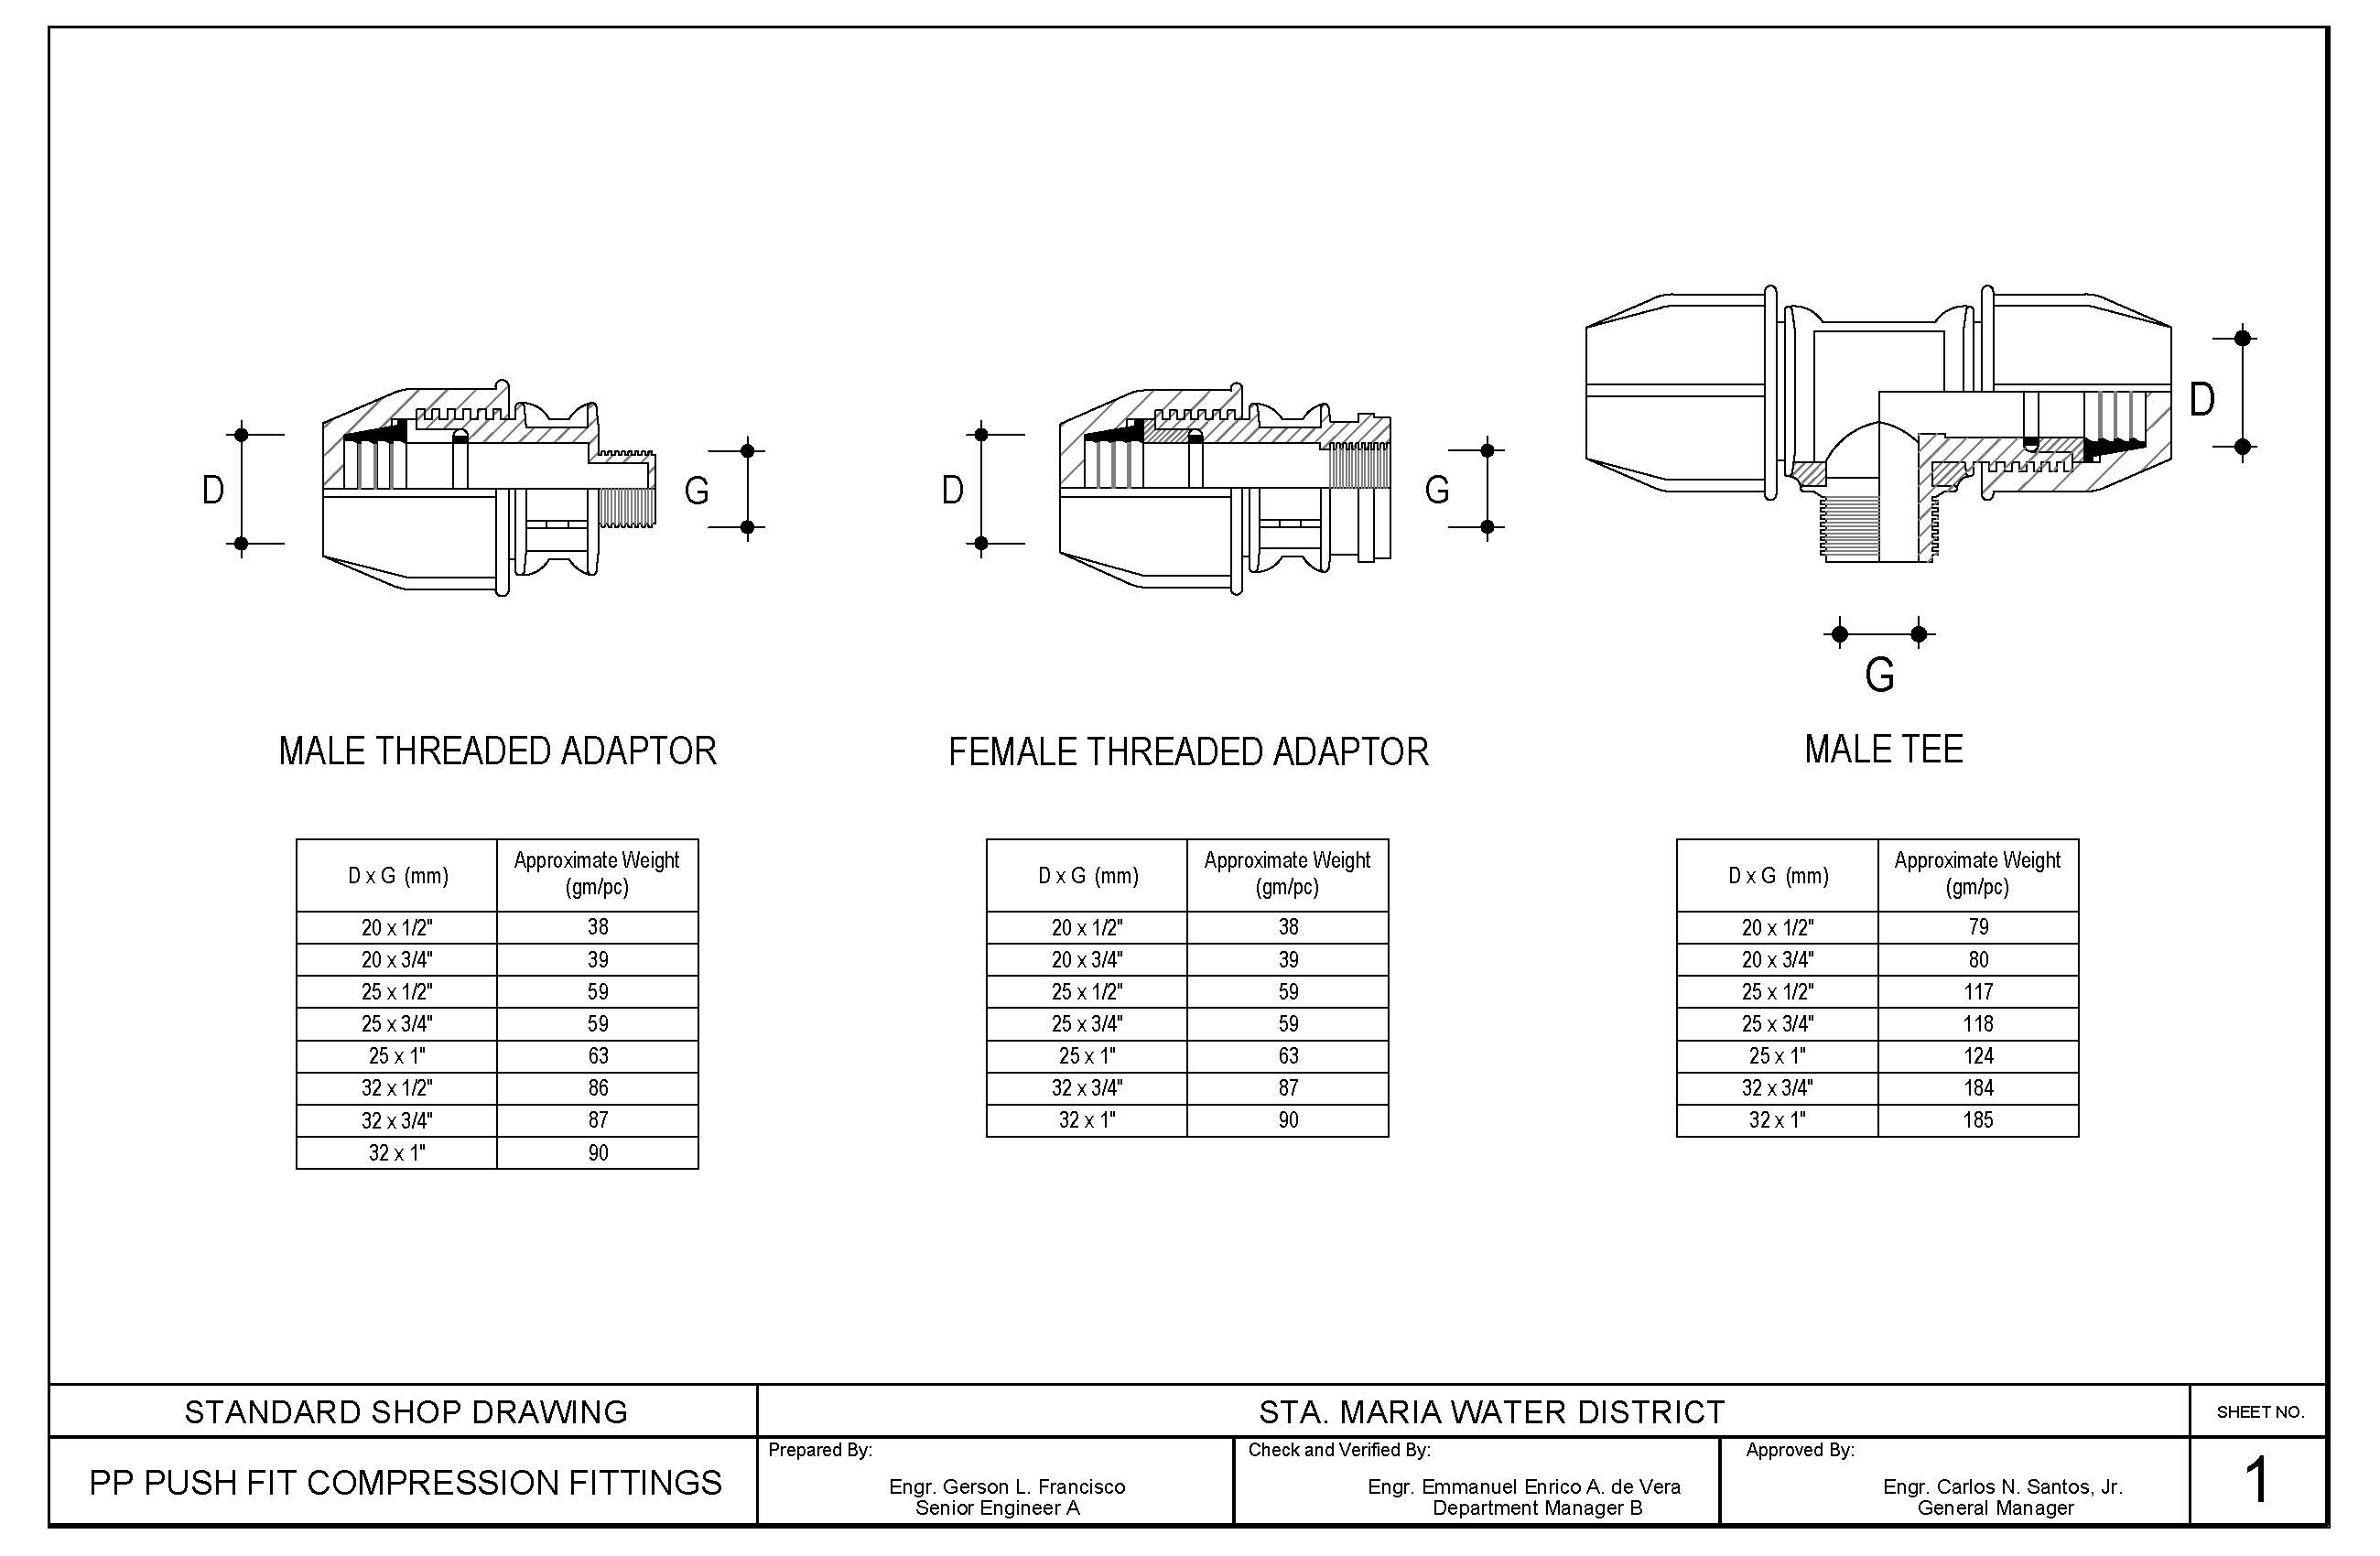 D
G
D
G
D
G
MALE THREADED ADAPTOR
FEMALE THREADED ADAPTOR
MALE TEE
D x G (mm) Approximate Weight (gm/pc)
20 x 1/2" 38
20 x 3/4" 39
25 x 1/2" 59
25 x 3/4" 59
25 x 1" 63
32 x 1/2" 86
32 x 3/4" 87
32 x 1" 90
D x G (mm) Approximate Weight (gm/pc)
20 x 1/2" 38
20 x 3/4" 39
25 x 1/2" 59
25 x 3/4" 59
25 x 1" 63
32 x 3/4" 87
32 x 1" 90
D x G (mm) Approximate Weight (gm/pc)
20 x 1/2" 79
20 x 3/4" 80
25 x 1/2" 117
25 x 3/4" 118
25 x 1" 124
32 x 3/4" 184
32 x 1" 185
STANDARD SHOP DRAWING
PP PUSH FIT COMPRESSION FITTINGS
STA. MARIA WATER DISTRICT
Prepared By:
Engr. Gerson L. Francisco
Senior Engineer A
Check and Verified By:
Engr. Emmanuel Enrico A. de Vera
Department Manager B
Approved By:
Engr. Carlos N. Santos, Jr.
General Manager
SHEET NO.
1